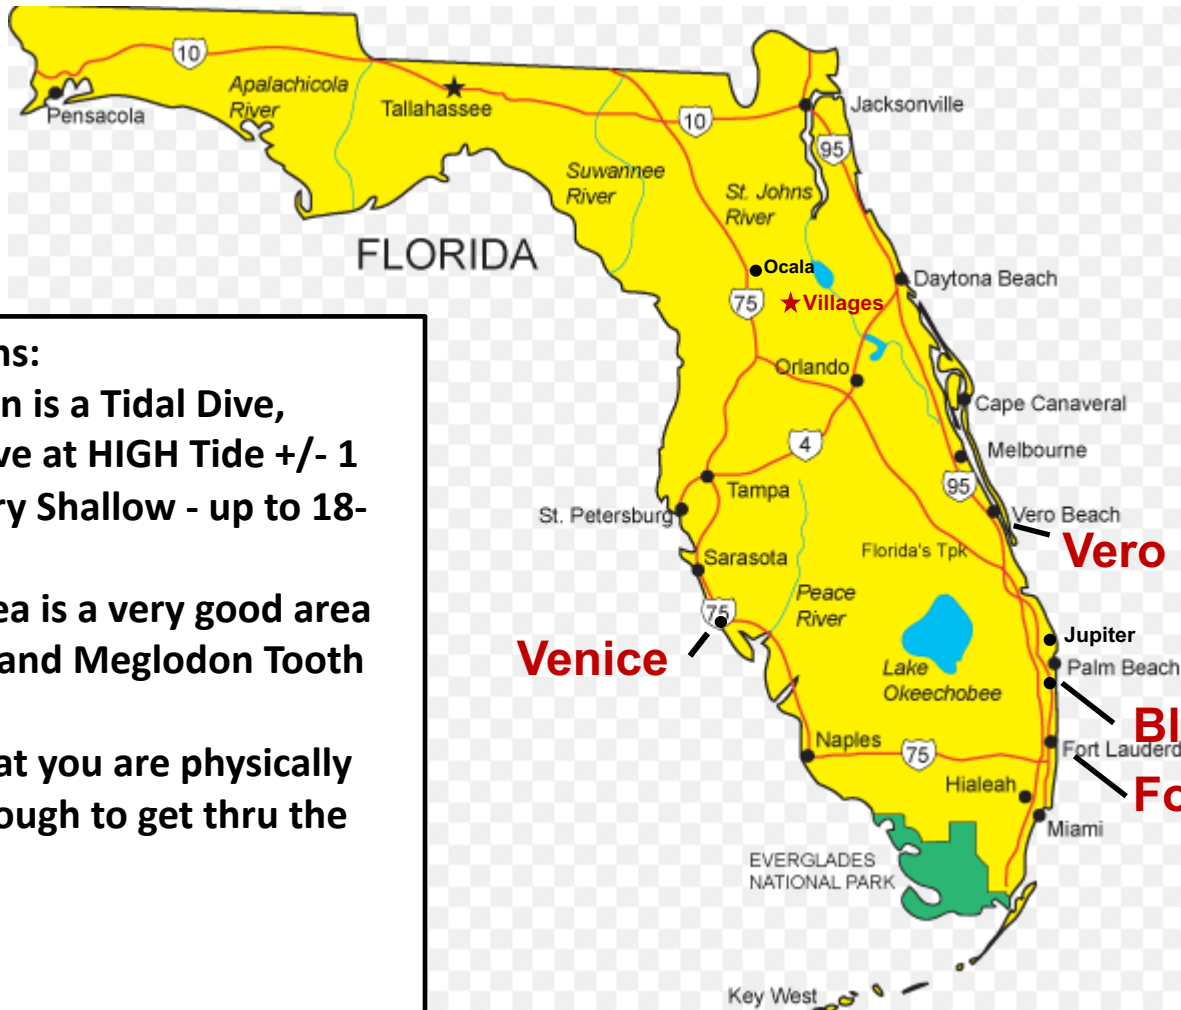 10
Apalachicola
River
Pensacola
Tallahassee
Jacksonville
10
95
Suwannee
River
St. Johns
River
FLORIDA
Ocala
Daytona Beach
75
Villages
ns:
n is a Tidal Dive,
ve at HIGH Tide +/- 1
ry Shallow - up to 18-
ea is a very good area
and Meglodon Tooth
at you are physically
ough to get thru the
Orlando
Cape Canaveral
4
Melbourne
95
Tampa
St. Petersburg
Vero Beach
Vero
Florida's Tpk
Sarasota
Peace
River
75
Venice
Jupiter
Palm Beach
Lake
Okeechobee
Bl
Naples
75
Fort Lauderd
Hialeah
Fo
Miami
EVERGLADES
NATIONAL PARK
Key West